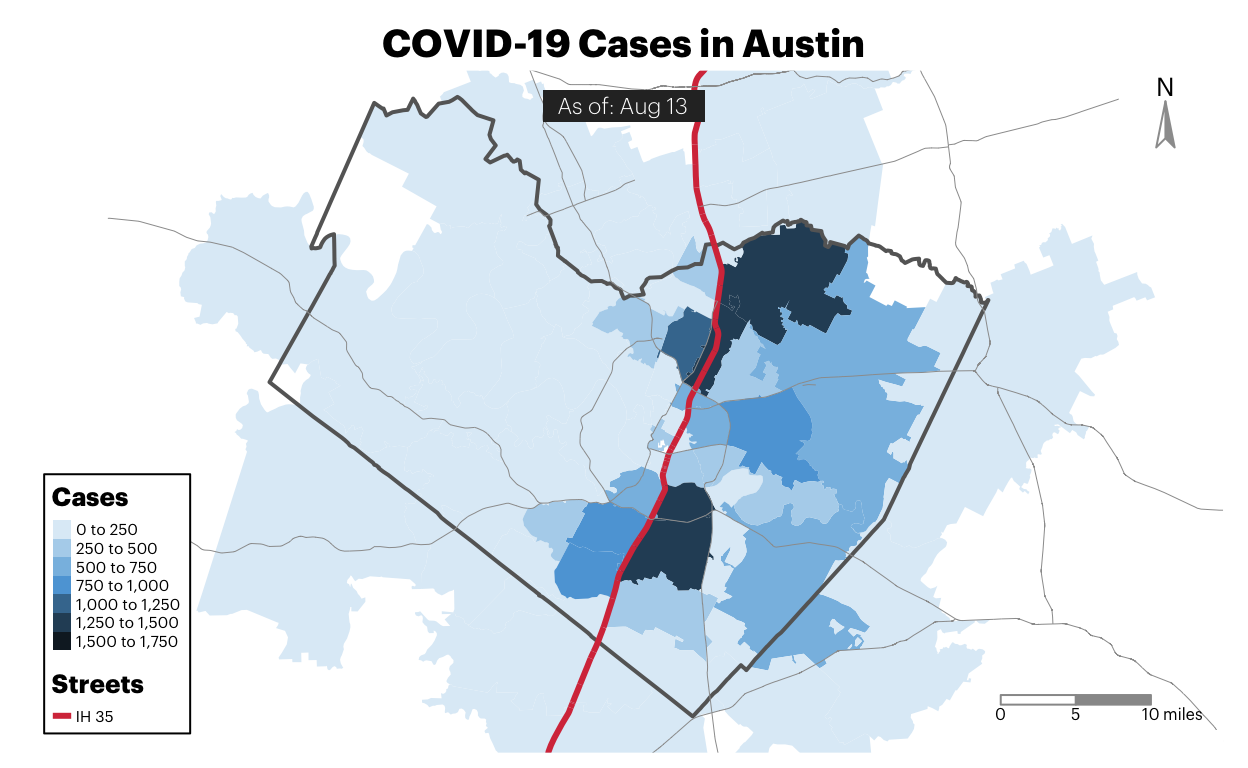 COVID-19 Cases in Austin
As of: Aug 13
N
Cases
0 to 250
250 to 500
500 to 750
750 to 1,000
1,000 to 1,250
1,250 to 1,500
1,500 to 1,750
Streets
IH 35
0 5 10 miles